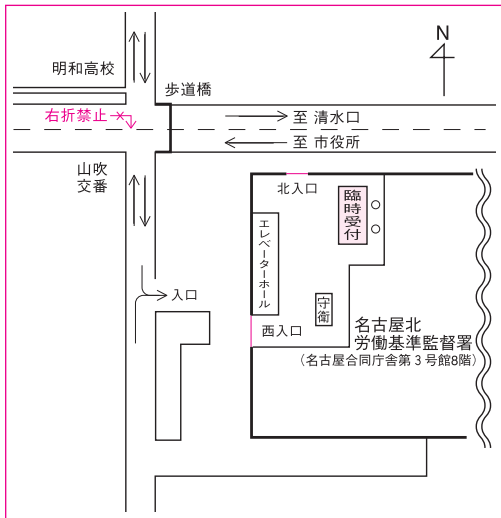 明和高校
歩道橋
N
右折禁止
至 清水口
至 市役所
山吹
交番
北入口
臨時受付
エレベーターホール
入口
守衛
西入口
名古屋北
労働基準監督署
（名古屋合同庁舎第３号館8階）